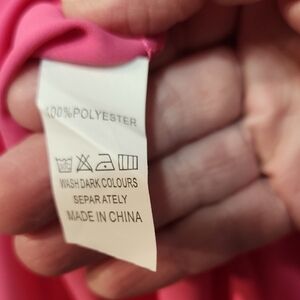 100%POLYESTER
WASH DARK COLOURS
SEPARATELY
MADE IN CHINA